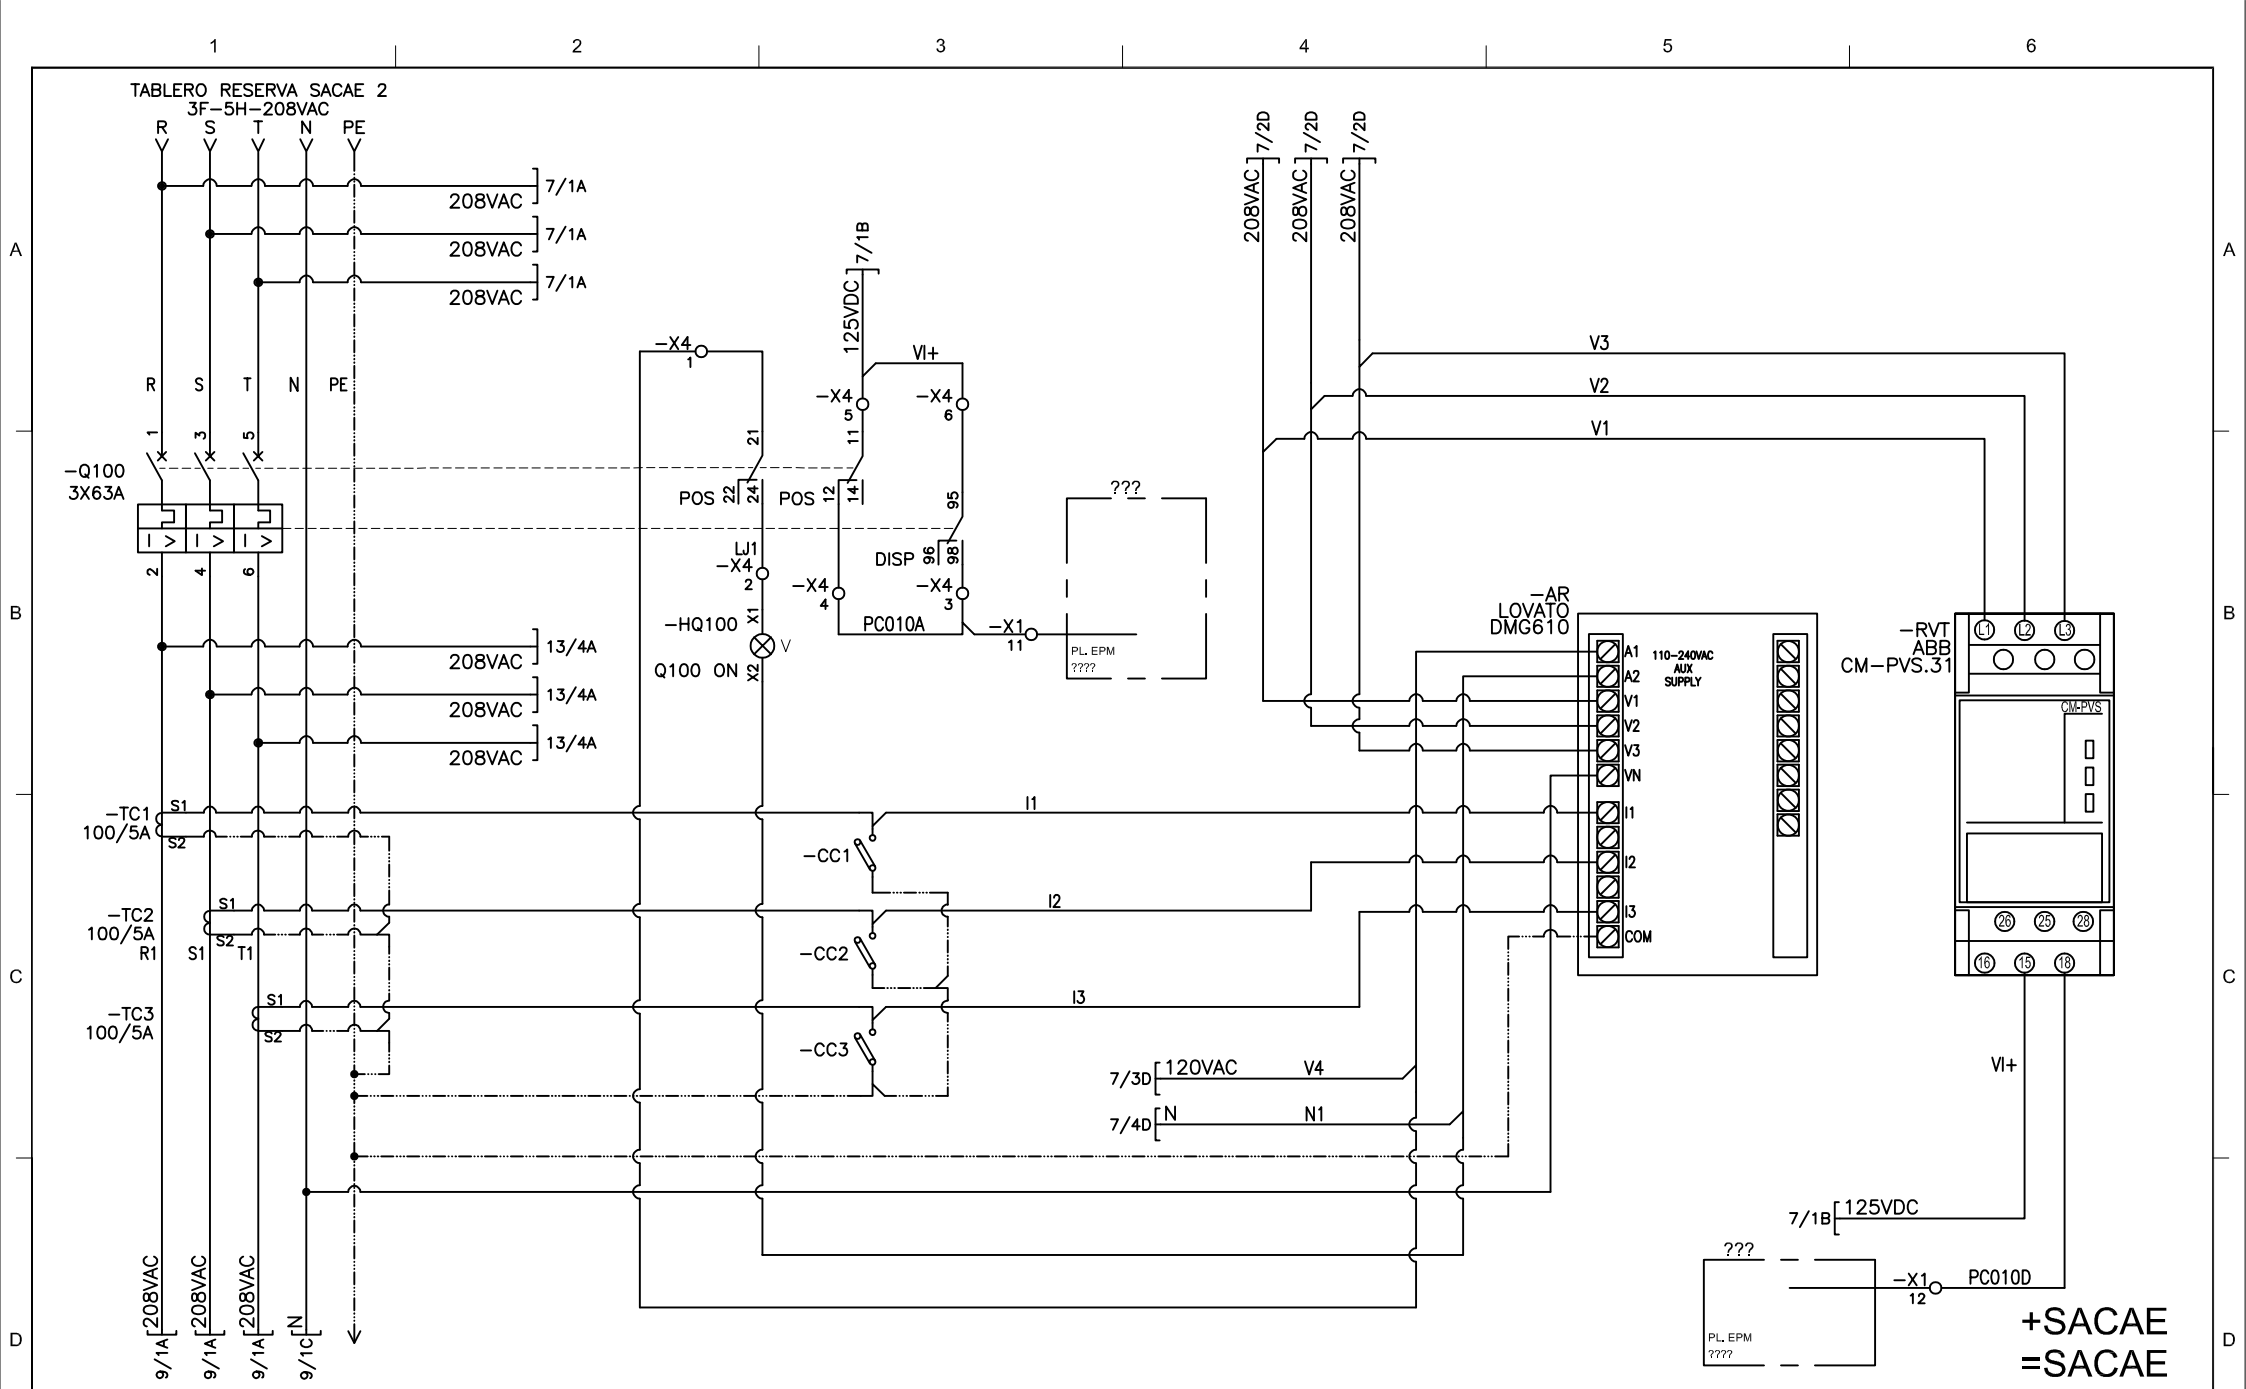 1 2 3 4 5 6
TABLERO RESERVA SACAE 2
3F-5H-208VAC
R S T N PE
7/2D 7/2D 7/2D
208VAC 7/1A
208VAC 7/1A
208VAC 7/1A
208VAC 208VAC 208VAC
A A
7/1B
125VDC
VI+
-X4
1
V3
V2
V1
R S T N PE
-X4
5
-X4
6
1 3 5
21
11
-Q100
3X63A
POS 22 24
POS 12 14
95
I > I > I >
DISP 96 98
???
2 4 6
LJ1
-X4
2
-X4
4
-X4
3
-HQ100 X1
V
Q100 ON X2
PC010A
-X1
11
PL. EPM
????
B B
-AR
LOVATO
DMG610
A1
A2
V1
V2
V3
VN
I1
I2
I3
COM
110-240VAC
AUX
SUPPLY
-RVT
ABB
CM-PVS.31
L1 L2 L3
CM-PVS
26 25 28
16 15 18
208VAC 13/4A
208VAC 13/4A
208VAC 13/4A
-TC1
100/5A
S1
S2
I1
-CC1
-TC2
100/5A
S1
S2
I2
-CC2
R1 S1 T1
C C
-TC3
100/5A
S1
S2
I3
-CC3
7/3D 120VAC V4
7/4D N N1
VI+
7/1B 125VDC
???
-X1
12
PC010D
PL. EPM
????
208VAC 208VAC 208VAC N
9/1A 9/1A 9/1A 9/1C
D D
+SACAE
=SACAE